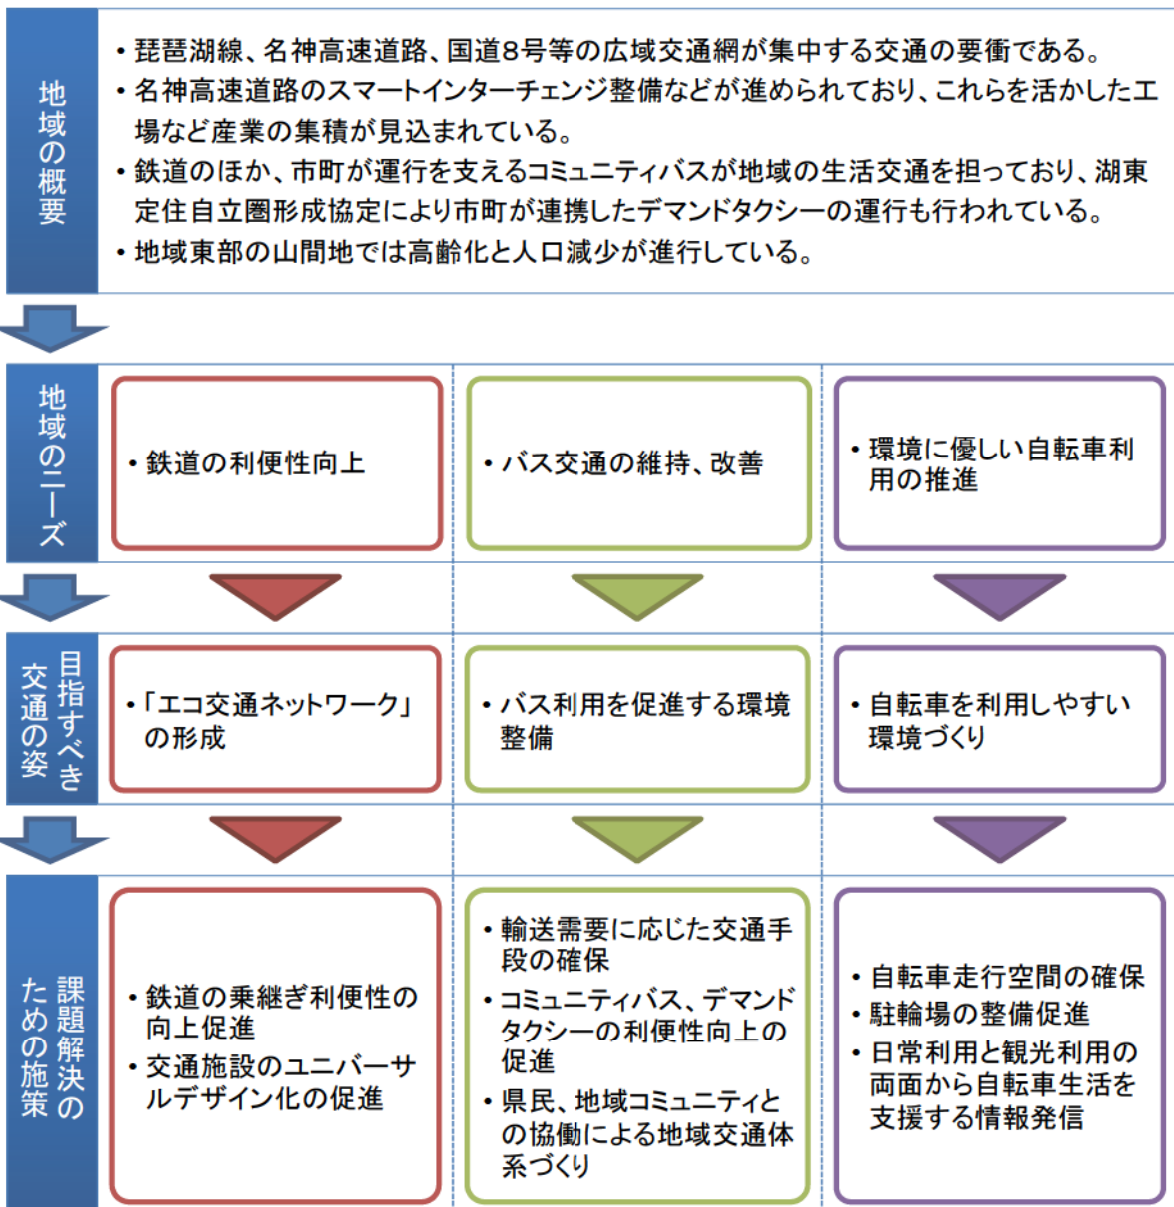 地域の概要
・琵琶湖線、名神高速道路、国道8号等の広域交通網が集中する交通の要衝である。
・名神高速道路のスマートインターチェンジ整備などが進められており、これらを活かした工
場など産業の集積が見込まれている。
・鉄道のほか、市町が運行を支えるコミュニティバスが地域の生活交通を担っており、湖東
定住自立圏形成協定により市町が連携したデマンドタクシーの運行も行われている。
・地域東部の山間地では高齢化と人口減少が進行している。
地域のニーズ
・鉄道の利便性向上
・バス交通の維持、改善
・環境に優しい自転車利
用の推進
目指すべき
交通の姿
・「エコ交通ネットワーク」
の形成
・バス利用を促進する環境
整備
・自転車を利用しやすい
環境づくり
課題解決の
ための施策
・鉄道の乗継ぎ利便性の
向上促進
・交通施設のユニバーサ
ルデザイン化の促進
・輸送需要に応じた交通手
段の確保
・コミュニティバス、デマンド
タクシーの利便性向上の
促進
・県民、地域コミュニティと
の協働による地域交通体
系づくり
・自転車走行空間の確保
・駐輪場の整備促進
・日常利用と観光利用の
両面から自転車生活を
支援する情報発信